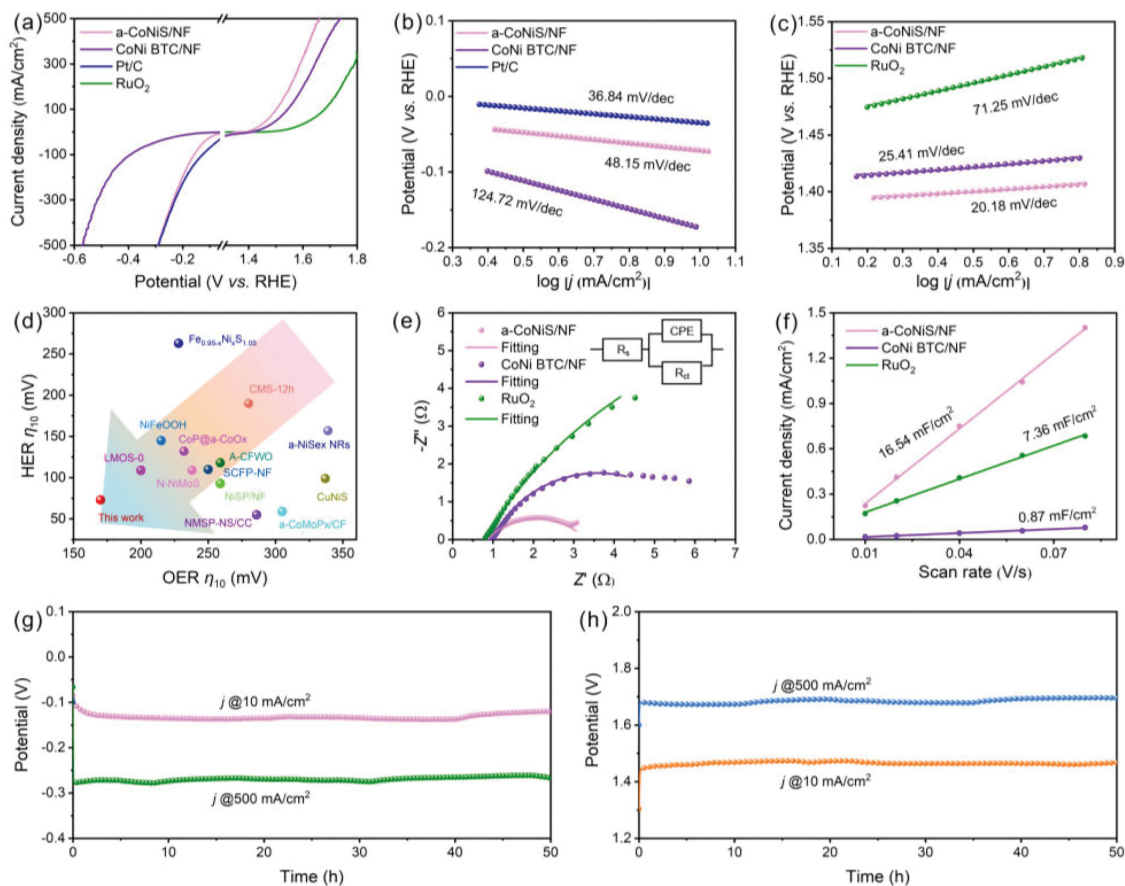 (a)
500
300
100
-100
-300
-500
Current density (mA/cm²)
a-CoNiS/NF
CoNi BTC/NF
Pt/C
RuO₂
-0.6 -0.2 1.4 1.8
Potential (V vs. RHE)
(b)
0.1
0.0
-0.1
-0.2
Potential (V vs. RHE)
a-CoNiS/NF
CoNi BTC/NF
Pt/C
36.84 mV/dec
48.15 mV/dec
124.72 mV/dec
0.3 0.4 0.5 0.6 0.7 0.8 0.9 1.0 1.1
log [j (mA/cm²)]
(c)
1.55
1.50
1.45
1.40
1.35
Potential (V vs. RHE)
a-CoNiS/NF
CoNi BTC/NF
RuO₂
71.25 mV/dec
25.41 mV/dec
20.18 mV/dec
0.1 0.2 0.3 0.4 0.5 0.6 0.7 0.8 0.9
log [j (mA/cm²)]
(d)
300
250
200
150
100
50
HER η₁₀ (mV)
Fe₀.₉₅₋ₓNiₓS₁.₀₅
CMS-12h
NiFeOOH
CoP@a-CoOx
a-NiSex NRs
LMOS-0
A-CFWO
N-NiMoS
SCFP-NF
NiSP/NF
CuNiS
This work
NMSP-NS/CC
a-CoMoPx/CF
150 200 250 300 350
OER η₁₀ (mV)
(e)
6
5
4
3
2
1
0
-Z'' (Ω)
a-CoNiS/NF
Fitting
CoNi BTC/NF
Fitting
RuO₂
Fitting
CPE
Rₛ
R_ct
0 1 2 3 4 5 6 7
Z' (Ω)
(f)
1.5
1.2
0.9
0.6
0.3
0.0
Current density (mA/cm²)
a-CoNiS/NF
CoNi BTC/NF
RuO₂
16.54 mF/cm²
7.36 mF/cm²
0.87 mF/cm²
0.01 0.04 0.07
Scan rate (V/s)
(g)
0.1
0.0
-0.1
-0.2
-0.3
-0.4
Potential (V)
j @10 mA/cm²
j @500 mA/cm²
0 10 20 30 40 50
Time (h)
(h)
2.0
1.8
1.6
1.4
1.2
Potential (V)
j @500 mA/cm²
j @10 mA/cm²
0 10 20 30 40 50
Time (h)